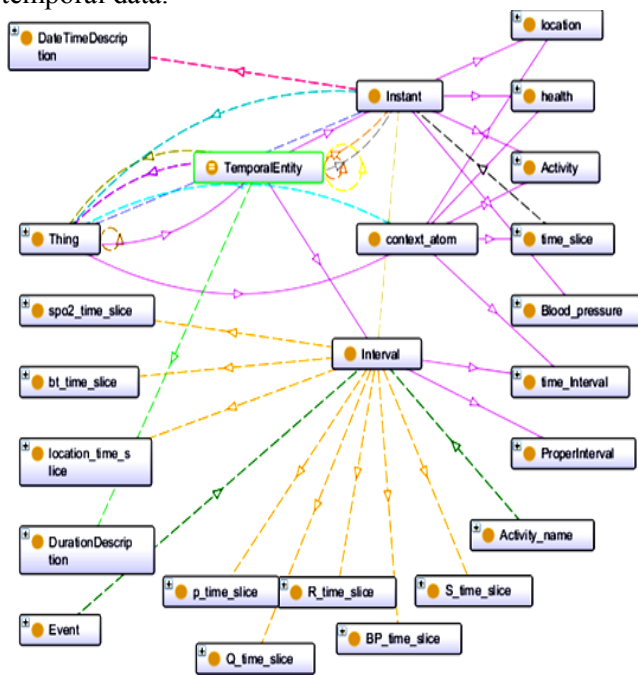 temporal data.
location
DateTimeDescrip
tion
Instant
health
TemporalEntity
Activity
Thing
context_atom
time_slice
spo2_time_slice
Blood_pressure
Interval
bt_time_slice
time_Interval
location_time_s
lice
ProperInterval
DurationDescrip
tion
Activity_name
p_time_slice
R_time_slice
S_time_slice
Event
BP_time_slice
Q_time_slice